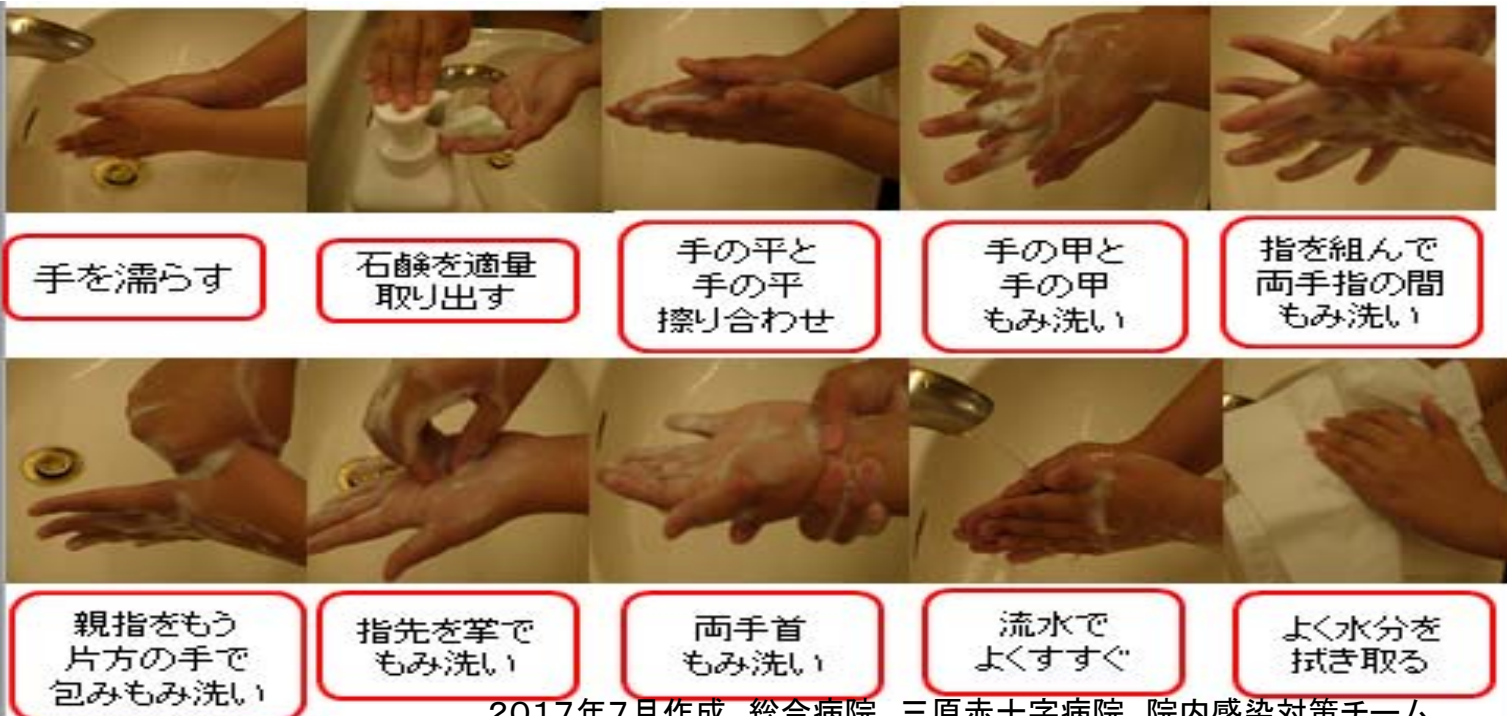 手を濡らす
石鹸を適量
取り出す
手の平と
手の平
擦り合わせ
手の甲と
手の甲
もみ洗い
指を組んで
両手指の間
もみ洗い
親指をもう
片方の手で
包みもみ洗い
指先を掌で
もみ洗い
両手首
もみ洗い
流水で
よくすすぐ
よく水分を
拭き取る
2017年7月作成 総合病院 三原赤十字病院 院内感染対策チーム